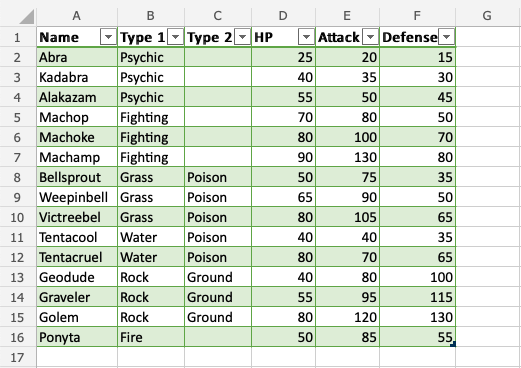 A B C D E F G
1 Name Type 1 Type 2 HP Attack Defense
2 Abra Psychic 25 20 15
3 Kadabra Psychic 40 35 30
4 Alakazam Psychic 55 50 45
5 Machop Fighting 70 80 50
6 Machoke Fighting 80 100 70
7 Machamp Fighting 90 130 80
8 Bellsprout Grass Poison 50 75 35
9 Weepinbell Grass Poison 65 90 50
10 Victreebel Grass Poison 80 105 65
11 Tentacool Water Poison 40 40 35
12 Tentacruel Water Poison 80 70 65
13 Geodude Rock Ground 40 80 100
14 Graveler Rock Ground 55 95 115
15 Golem Rock Ground 80 120 130
16 Ponyta Fire 50 85 55
17